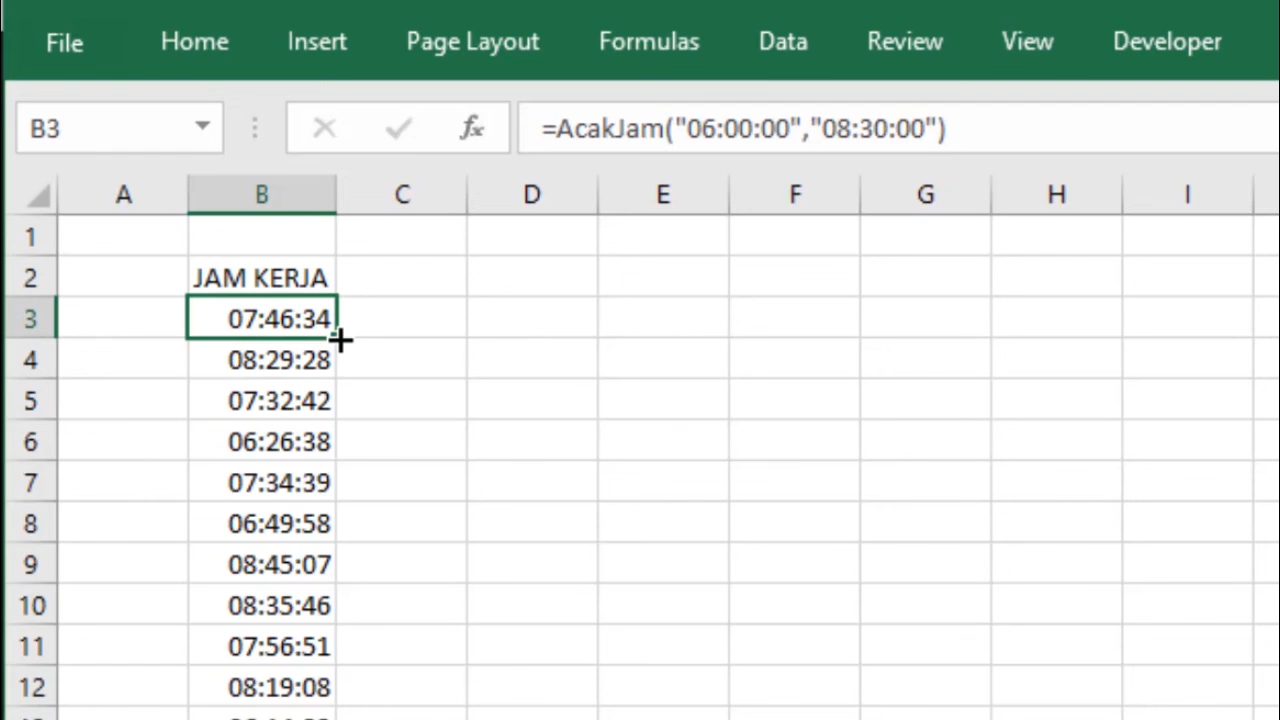 File Home Insert Page Layout Formulas Data Review View Developer
B3 fx =AcakJam("06:00:00","08:30:00")
A B C D E F G H I
1
2 JAM KERJA
3 07:46:34
4 08:29:28
5 07:32:42
6 06:26:38
7 07:34:39
8 06:49:58
9 08:45:07
10 08:35:46
11 07:56:51
12 08:19:08